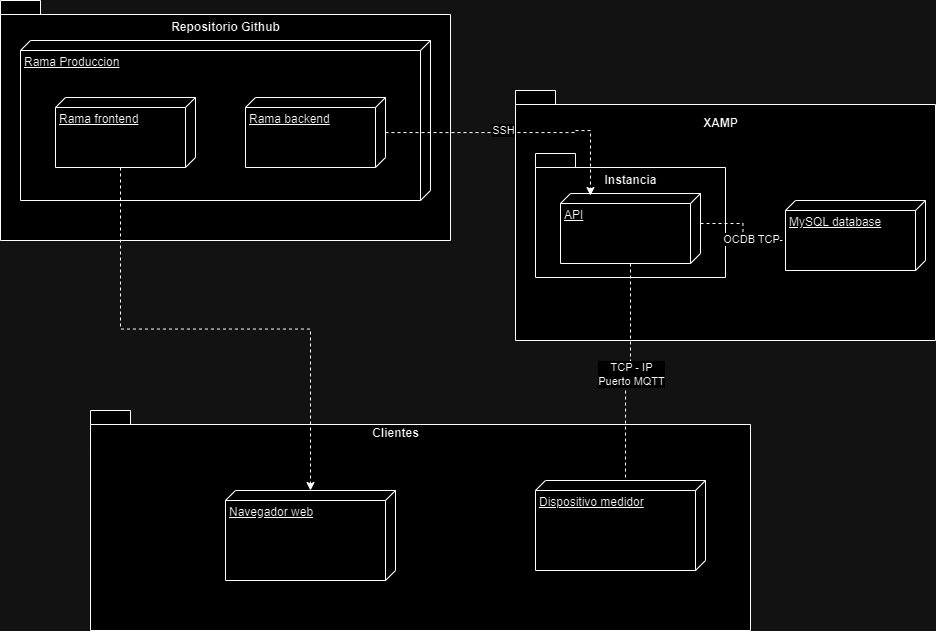 Repositorio Github
Rama Produccion
Rama frontend
Rama backend
SSH
XAMP
Instancia
API
OCDB TCP-
MySQL database
TCP - IP
Puerto MQTT
Clientes
Navegador web
Dispositivo medidor